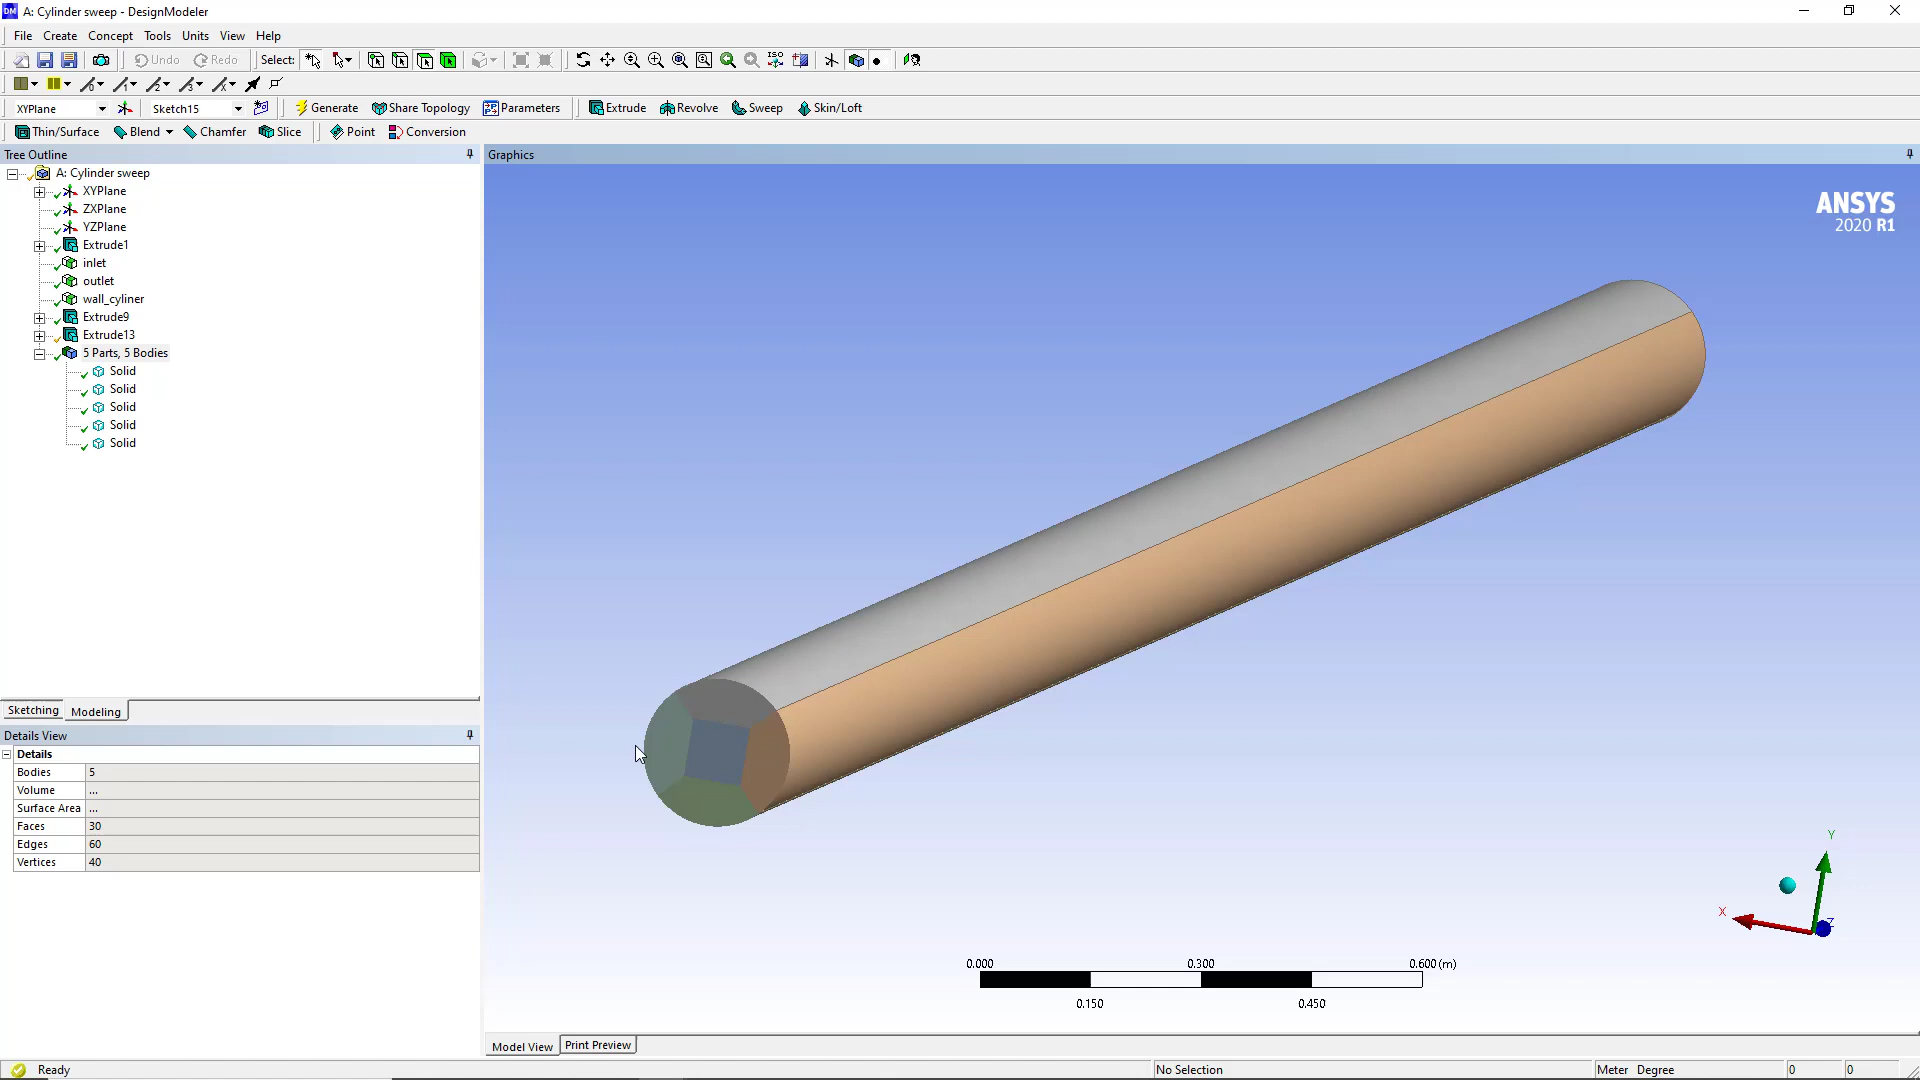 DM A: Cylinder sweep - DesignModeler
File Create Concept Tools Units View Help
Undo Redo Select: ISO
XYPlane Sketch15 Generate Share Topology Parameters Extrude Revolve Sweep Skin/Loft
Thin/Surface Blend Chamfer Slice Point Conversion
Tree Outline
A: Cylinder sweep
XYPlane
ZXPlane
YZPlane
Extrude1
inlet
outlet
wall_cyliner
Extrude9
Extrude13
5 Parts, 5 Bodies
Solid
Solid
Solid
Solid
Solid
Sketching Modeling
Details View
Details
Bodies 5
Volume ...
Surface Area ...
Faces 30
Edges 60
Vertices 40
Graphics
ANSYS
2020 R1
Y
X
Z
0.000 0.300 0.600 (m)
0.150 0.450
Model View Print Preview
Ready No Selection Meter Degree 0 0